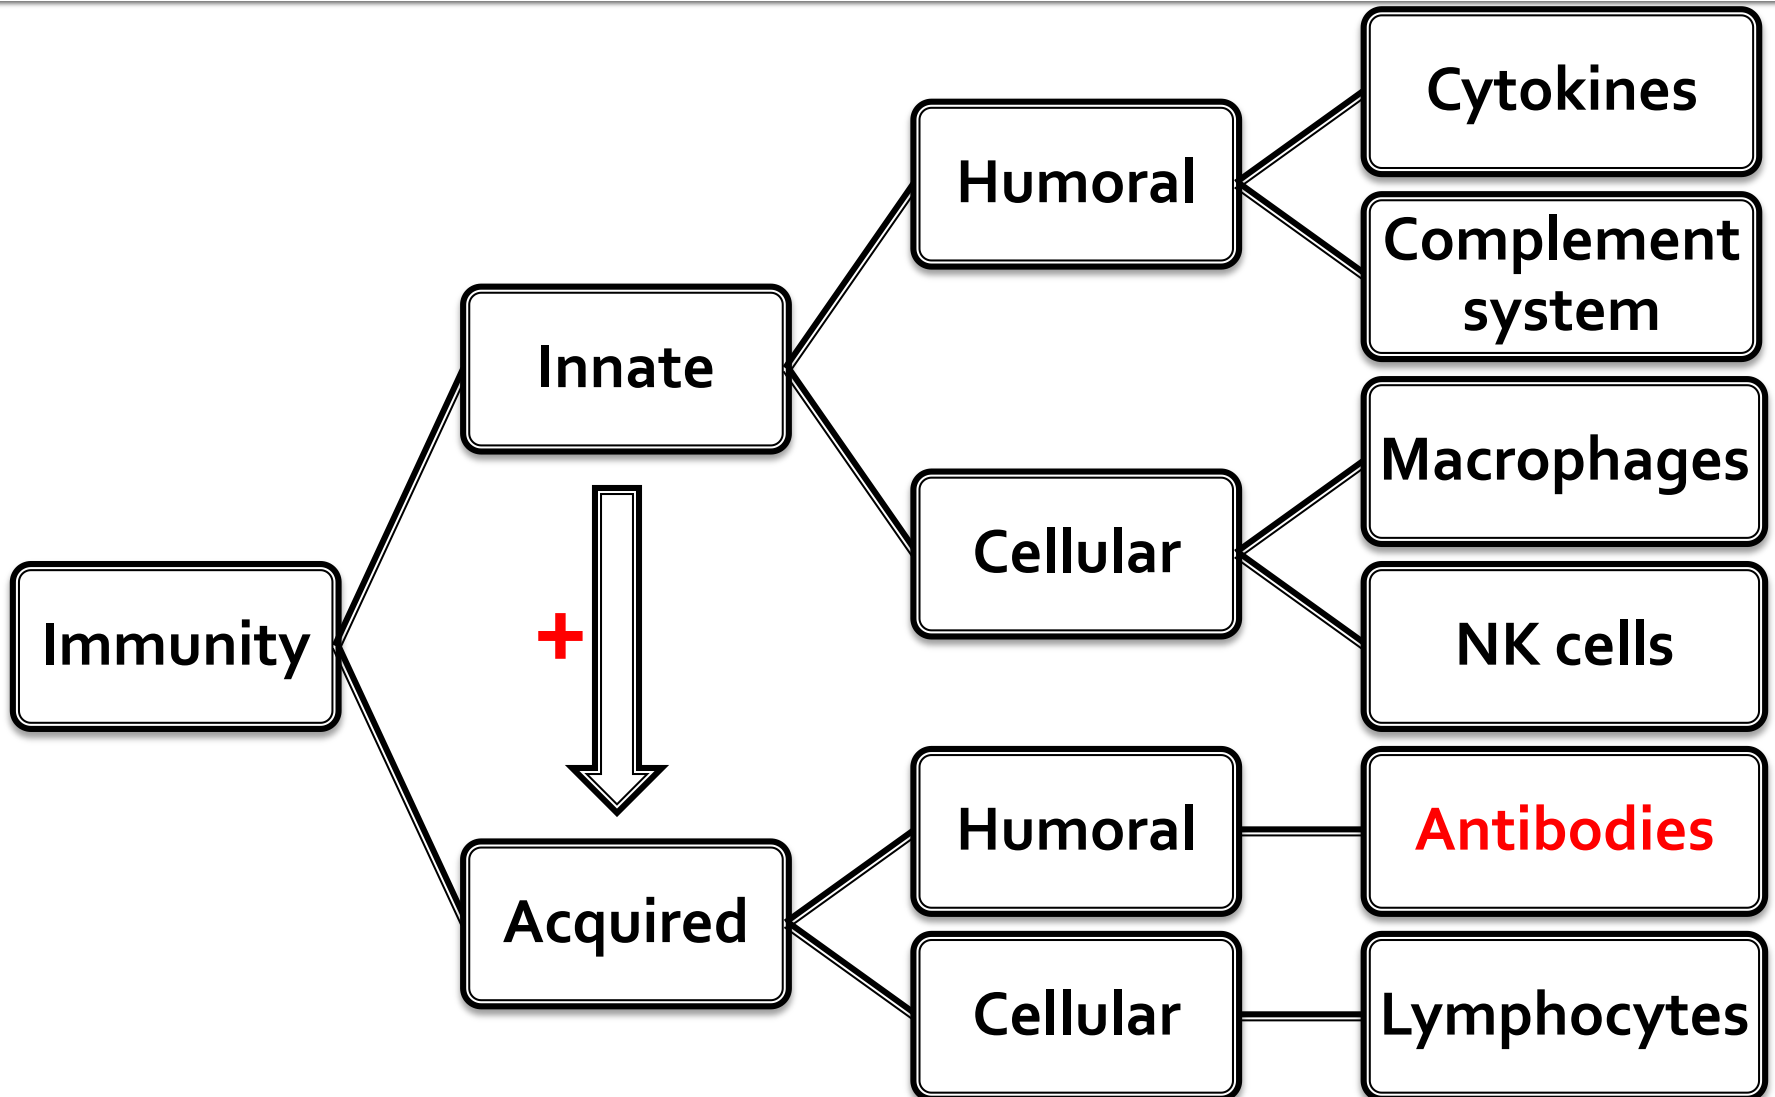 Immunity
Innate
+
Acquired
Humoral
Cellular
Humoral
Cellular
Cytokines
Complement
system
Macrophages
NK cells
Antibodies
Lymphocytes